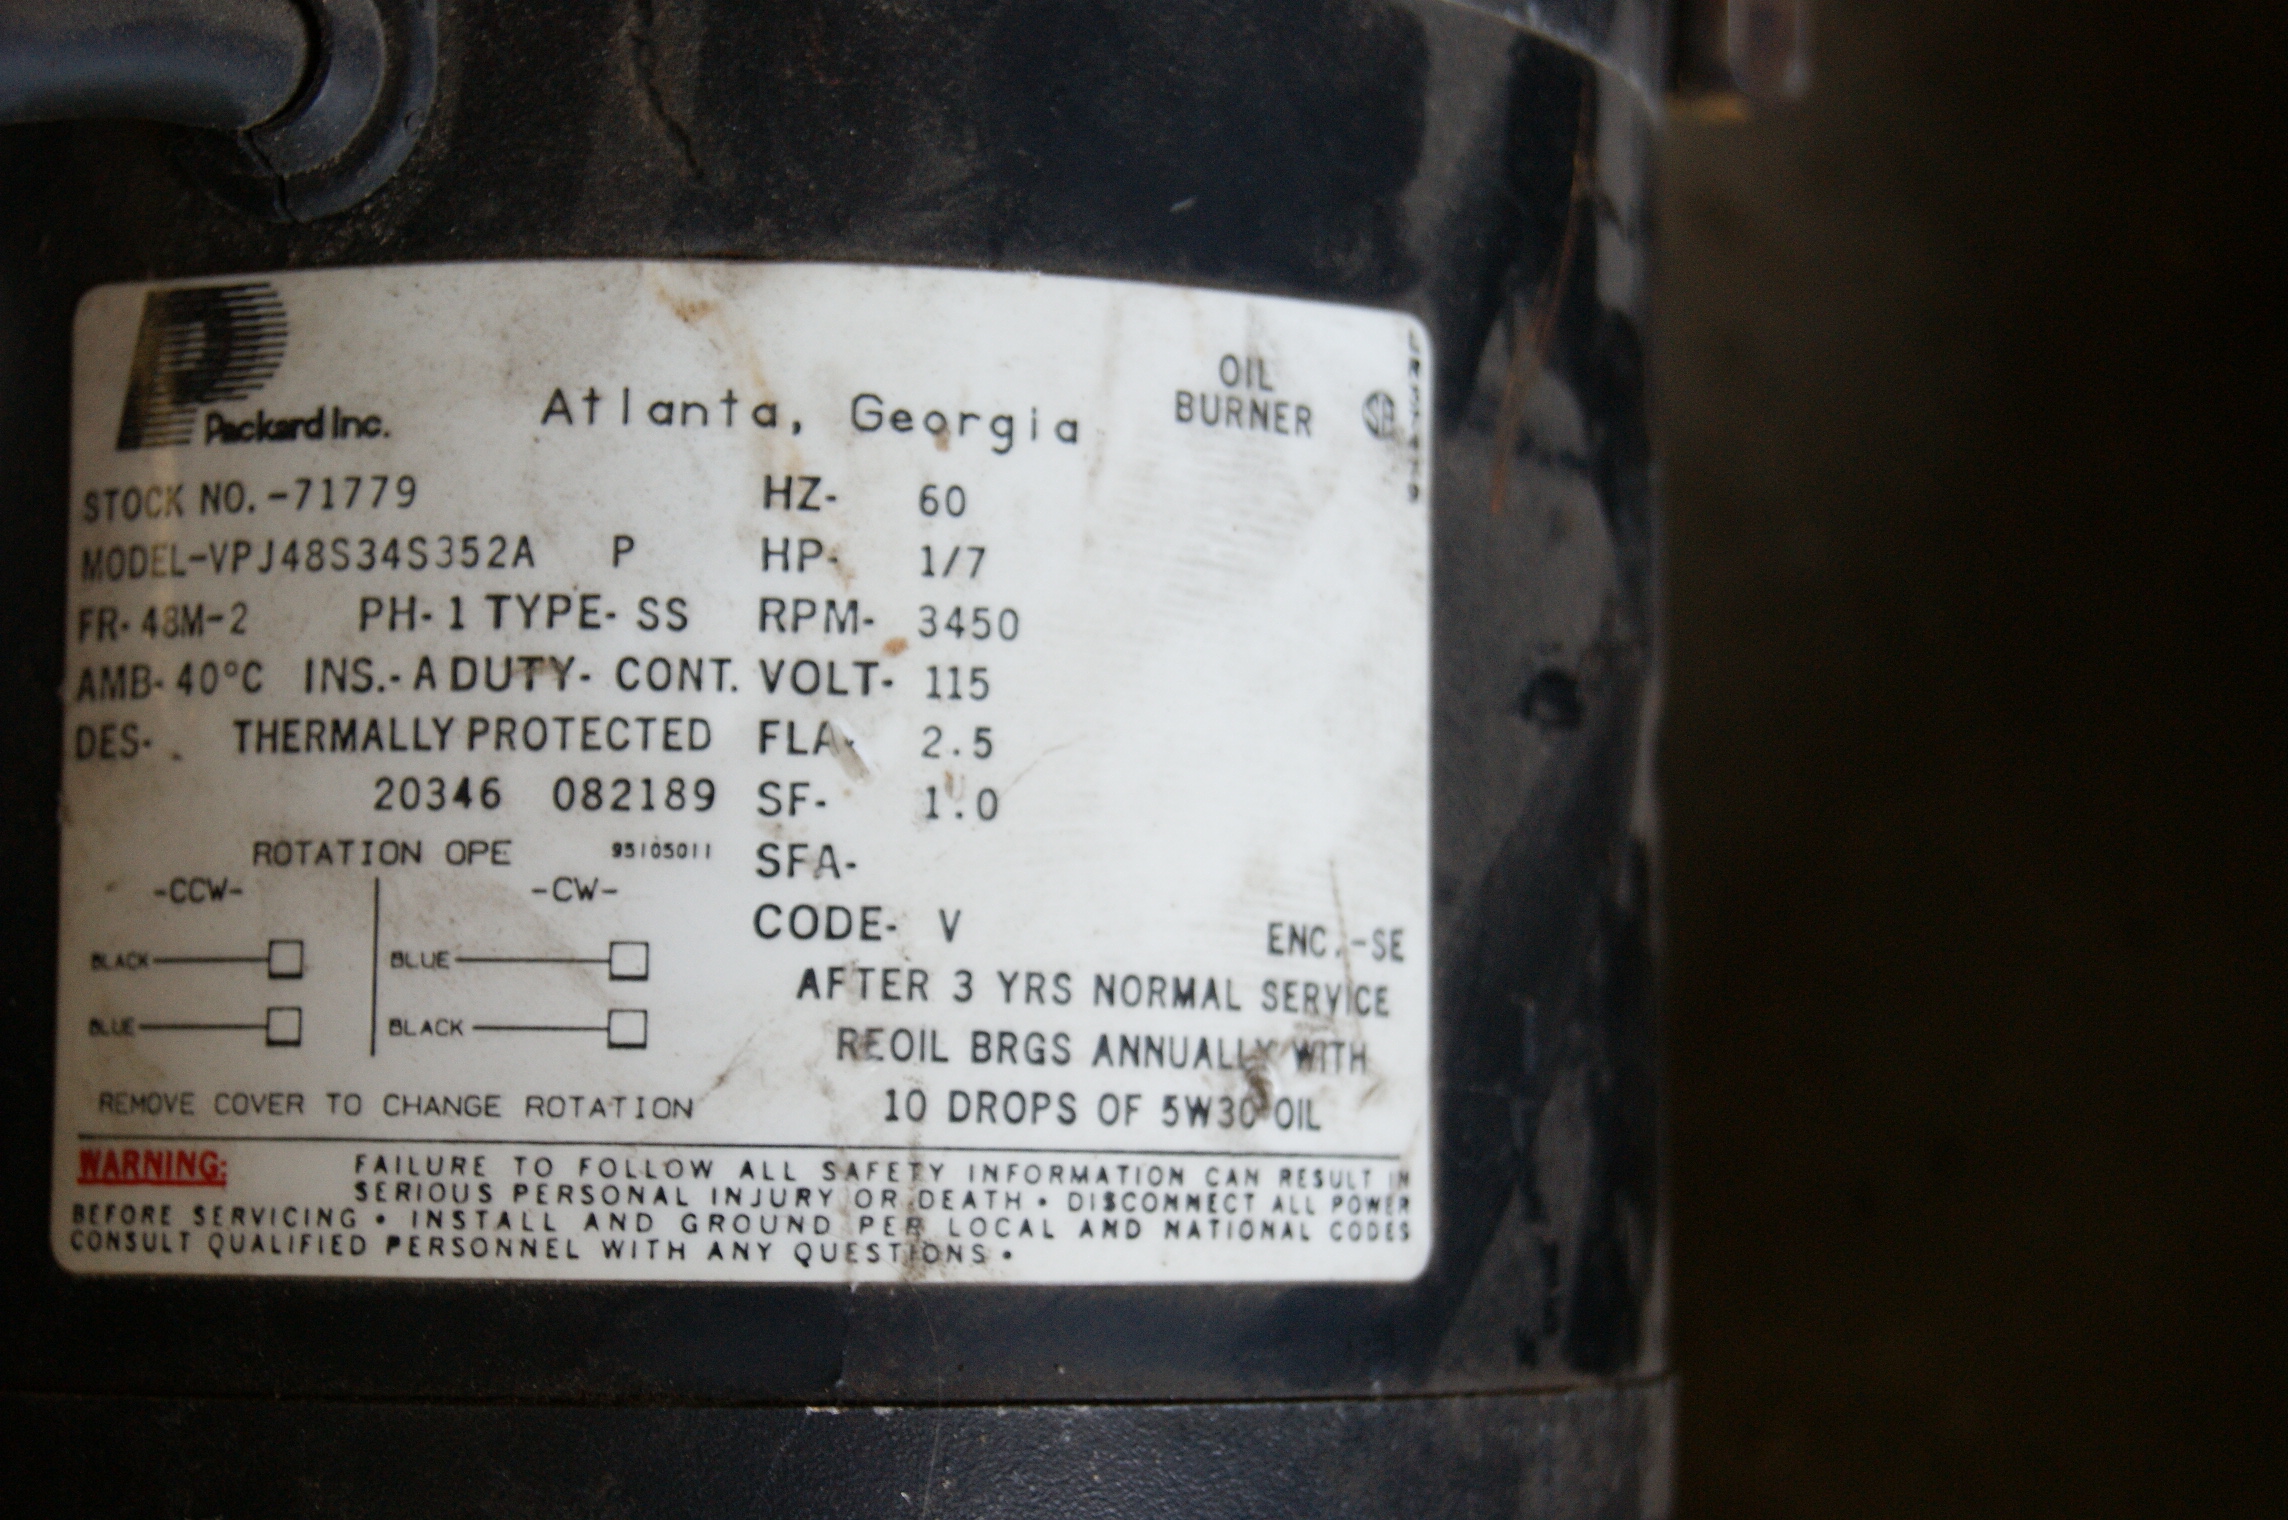 Packard Inc.
Atlanta, Georgia
OIL
BURNER
SA
STOCK NO.-71779
HZ- 60
MODEL-VPJ48S34S352A P
HP- 1/7
FR- 48M-2 PH- 1 TYPE- SS
RPM- 3450
AMB- 40°C INS.- A DUTY- CONT.
VOLT- 115
DES- THERMALLY PROTECTED
FLA- 2.5
20346 082189
SF- 1.0
ROTATION OPE 95105011
SFA-
-CCW- -CW-
CODE- V
ENC.-SE
BLACK BLUE
BLUE BLACK
AFTER 3 YRS NORMAL SERVICE
REOIL BRGS ANNUALLY WITH
10 DROPS OF 5W30 OIL
REMOVE COVER TO CHANGE ROTATION
WARNING: FAILURE TO FOLLOW ALL SAFETY INFORMATION CAN RESULT IN
SERIOUS PERSONAL INJURY OR DEATH • DISCONNECT ALL POWER
BEFORE SERVICING • INSTALL AND GROUND PER LOCAL AND NATIONAL CODES
CONSULT QUALIFIED PERSONNEL WITH ANY QUESTIONS •